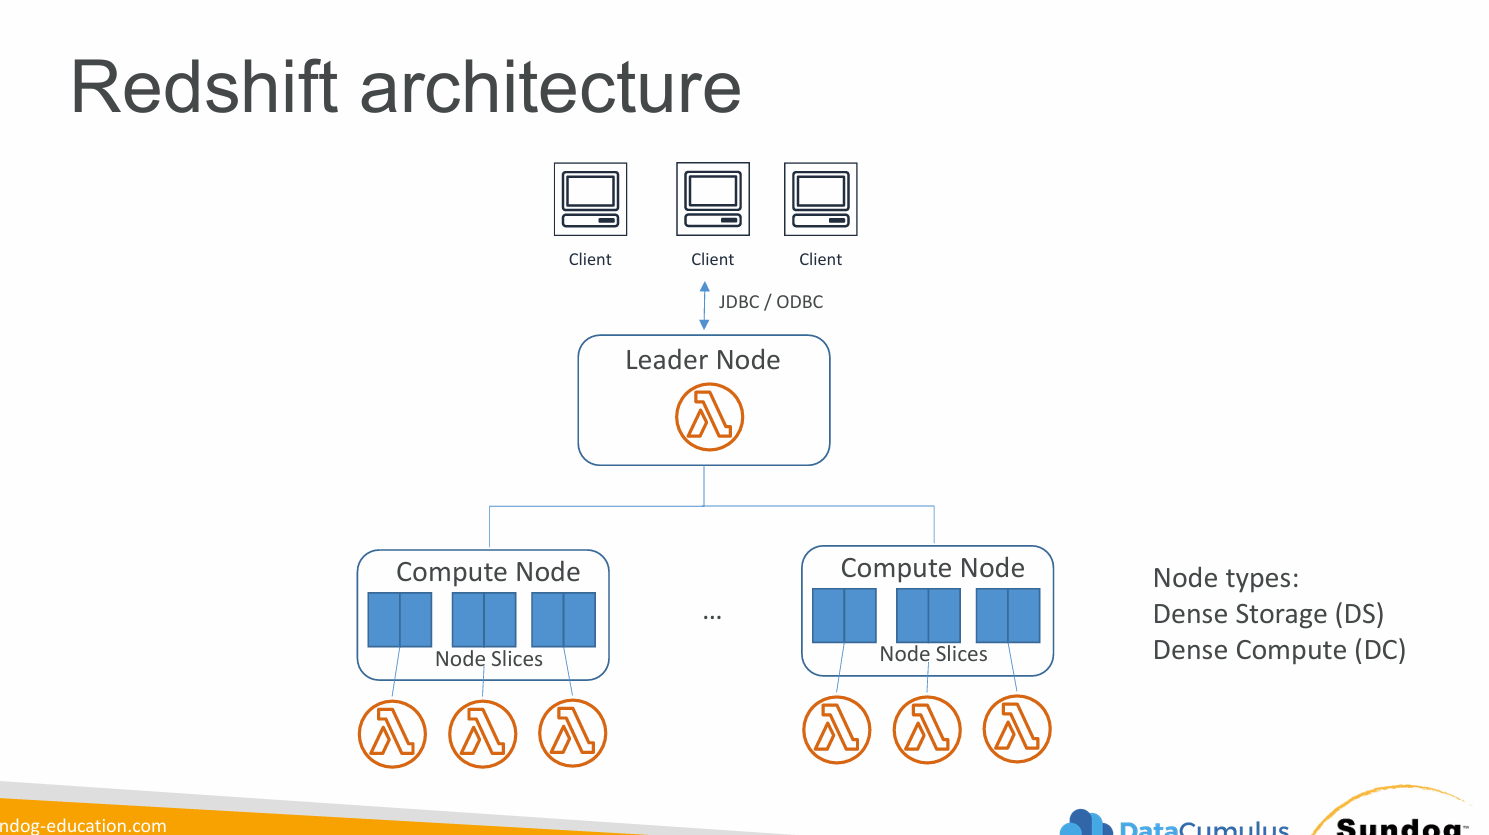 Redshift architecture
Client Client Client
JDBC / ODBC
Leader Node
Compute Node
Node Slices
...
Compute Node
Node Slices
Node types:
Dense Storage (DS)
Dense Compute (DC)
ndog-education.com
DataCumulus
Sundog